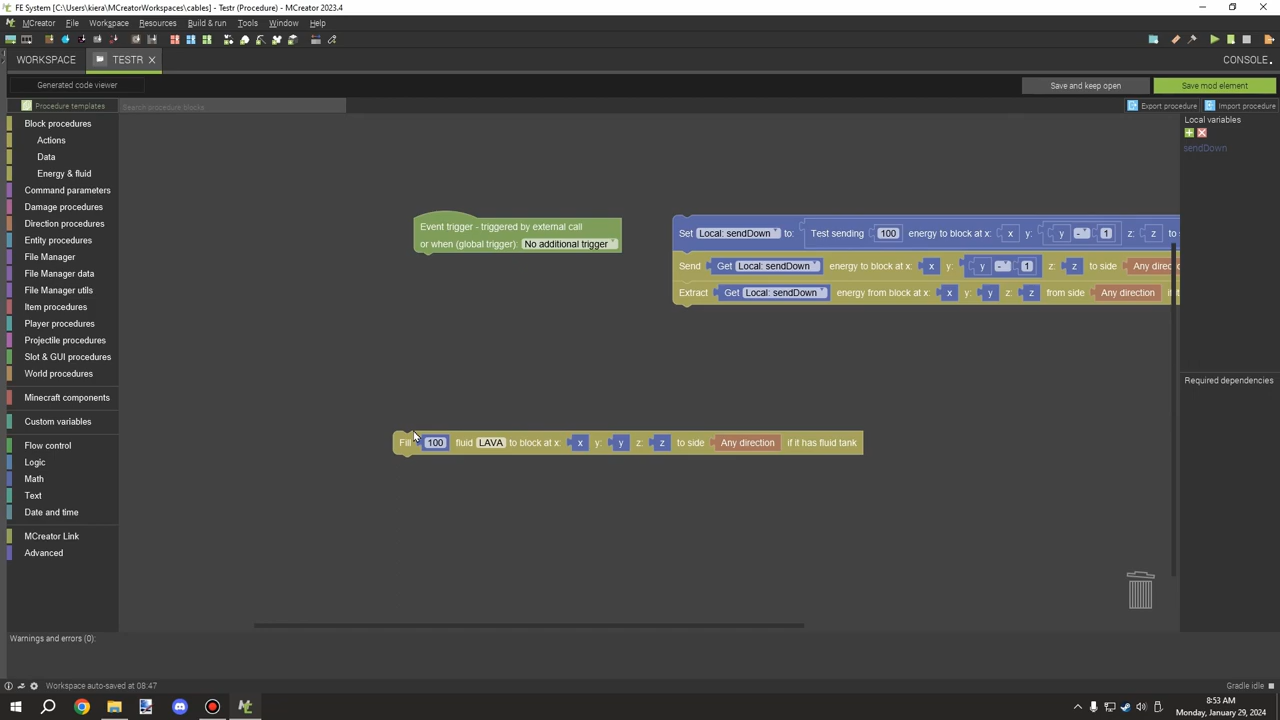 FE System [C:\Users\kiera\MCreatorWorkspaces\cables] - Testr (Procedure) - MCreator 2023.4
MCreator File Workspace Resources Build & run Tools Window Help
WORKSPACE TESTR CONSOLE
Generated code viewer Save and keep open Save mod element
Procedure templates Search procedure blocks Export procedure Import procedure
Block procedures
Actions
Data
Energy & fluid
Command parameters
Damage procedures
Direction procedures
Entity procedures
File Manager
File Manager data
File Manager utils
Item procedures
Player procedures
Projectile procedures
Slot & GUI procedures
World procedures
Minecraft components
Custom variables
Flow control
Logic
Math
Text
Date and time
MCreator Link
Advanced
Event trigger - triggered by external call
or when (global trigger): No additional trigger
Set Local: sendDown to: Test sending 100 energy to block at x: x y: y - 1 z: z to s
Send Get Local: sendDown energy to block at x: x y: y - 1 z: z to side Any direc
Extract Get Local: sendDown energy from block at x: x y: y z: z from side Any direction if it
Fill 100 fluid LAVA to block at x: x y: y z: z to side Any direction if it has fluid tank
Local variables
sendDown
Required dependencies
Warnings and errors (0):
Workspace auto-saved at 08:47 Gradle idle
8:53 AM
Monday, January 29, 2024